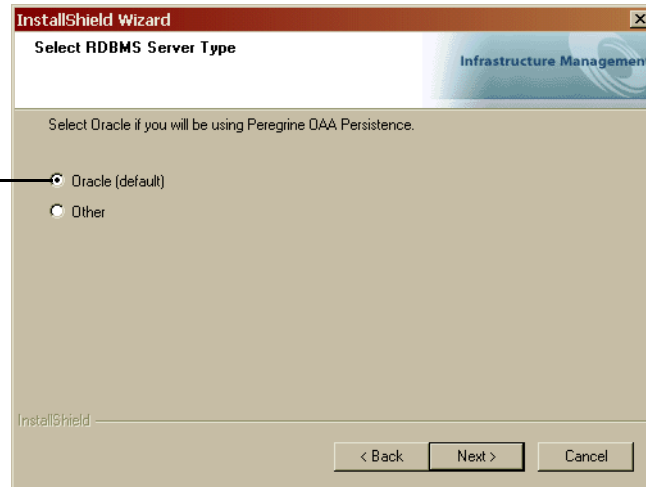 InstallShield Wizard
Select RDBMS Server Type
Infrastructure Management
Select Oracle if you will be using Peregrine OAA Persistence.
Oracle (default)
Other
InstallShield
< Back
Next >
Cancel